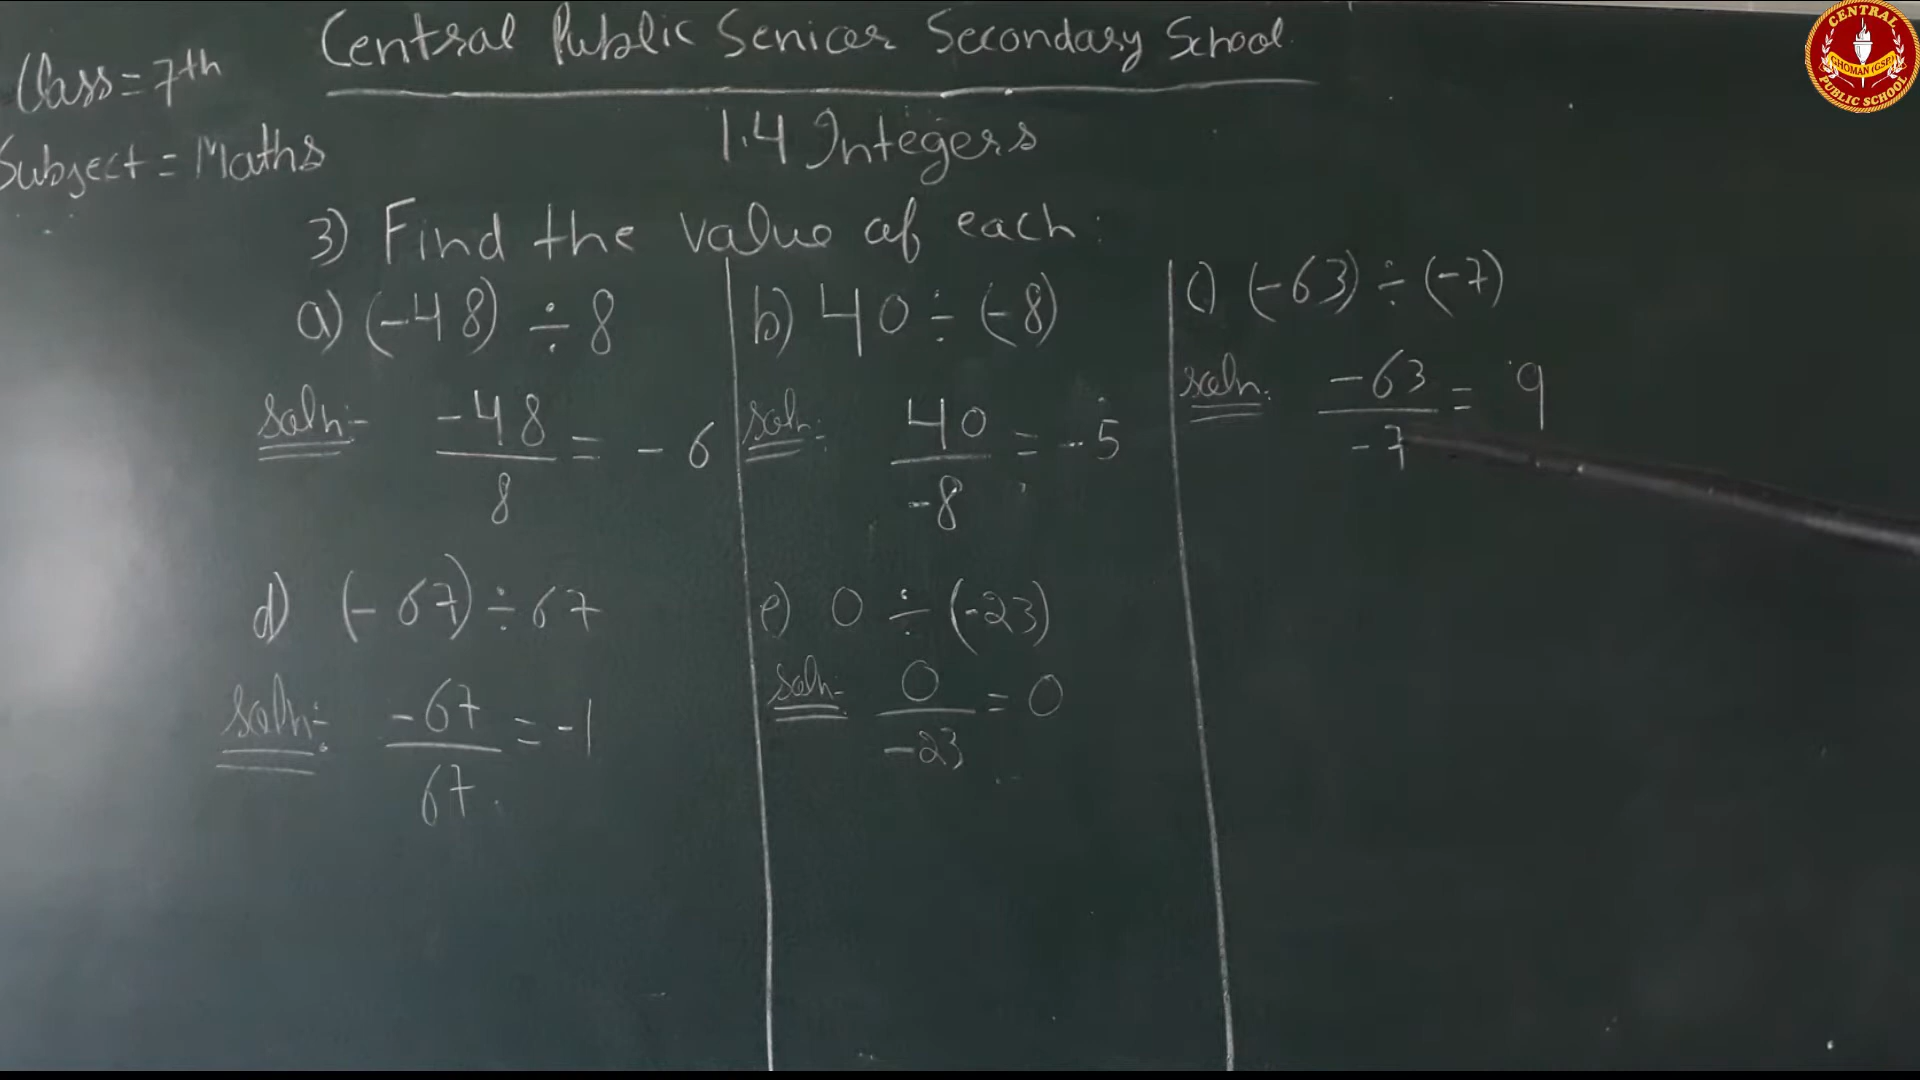 Central Public Senior Secondary School
Class = 7th
Subject = Maths
1.4 Integers
3) Find the value of each:
a) (-48) ÷ 8
soln:- -48/8 = -6
b) 40 ÷ (-8)
soln: 40/-8 = -5
c) (-63) ÷ (-7)
soln. -63/-7 = 9
d) (-67) ÷ 67
soln:- -67/67 = -1
e) 0 ÷ (-23)
soln- 0/-23 = 0
CENTRAL
GHOMAN (GSP)
PUBLIC SCHOOL